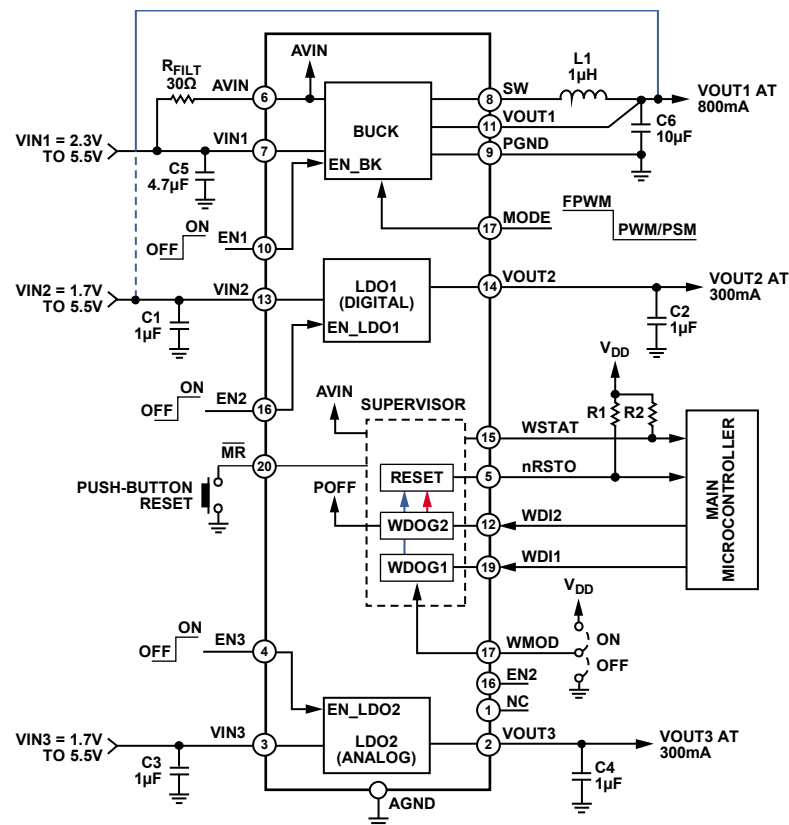 AVIN
RFILT
30Ω
AVIN
6
VIN1 = 2.3V
TO 5.5V
VIN1
7
C5
4.7µF
BUCK
EN_BK
SW
8
L1
1µH
VOUT1 AT
800mA
VOUT1
11
C6
10µF
PGND
9
MODE
17
FPWM
PWM/PSM
ON
OFF
EN1
10
VIN2 = 1.7V
TO 5.5V
VIN2
13
C1
1µF
LDO1
(DIGITAL)
EN_LDO1
VOUT2
14
VOUT2 AT
300mA
C2
1µF
ON
OFF
EN2
16
VDD
R1
R2
AVIN
SUPERVISOR
WSTAT
15
MR
20
PUSH-BUTTON
RESET
RESET
nRSTO
5
POFF
WDOG2
WDI2
12
WDOG1
WDI1
19
MAIN
MICROCONTROLLER
VDD
ON
OFF
WMOD
17
ON
OFF
EN3
4
EN2
16
NC
1
EN_LDO2
LDO2
(ANALOG)
VIN3 = 1.7V
TO 5.5V
VIN3
3
C3
1µF
VOUT3
2
VOUT3 AT
300mA
C4
1µF
AGND